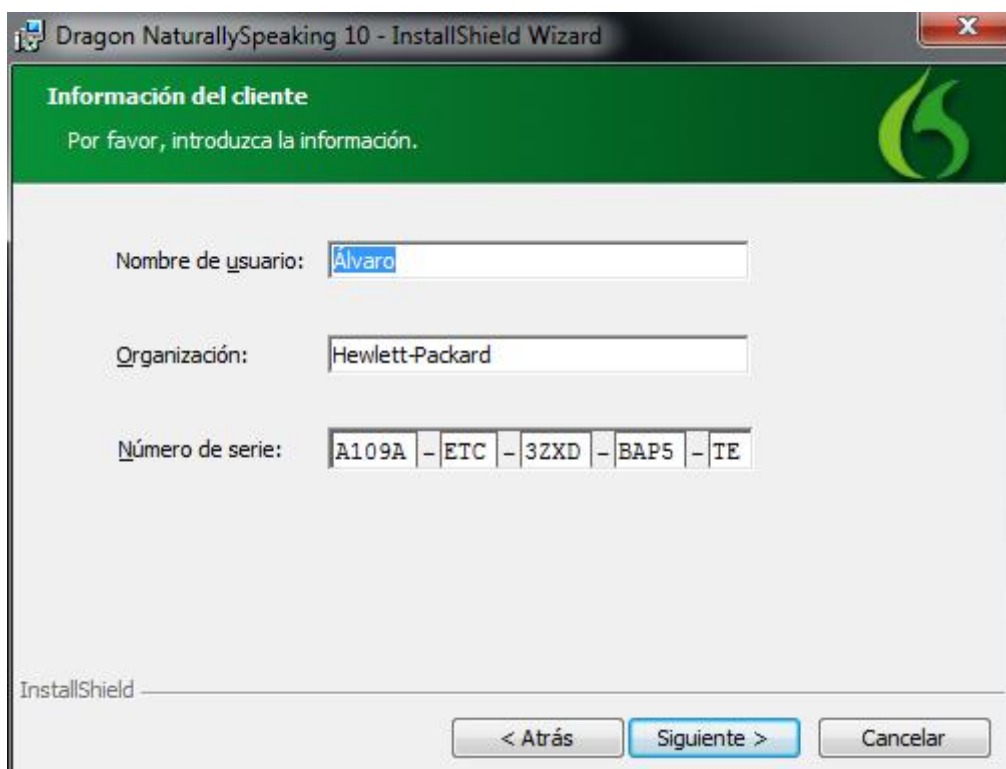 Dragon NaturallySpeaking 10 - InstallShield Wizard
Información del cliente
Por favor, introduzca la información.
Nombre de usuario: Álvaro
Organización: Hewlett-Packard
Número de serie: A109A - ETC - 3ZXD - BAP5 - TE
InstallShield
< Atrás Siguiente > Cancelar